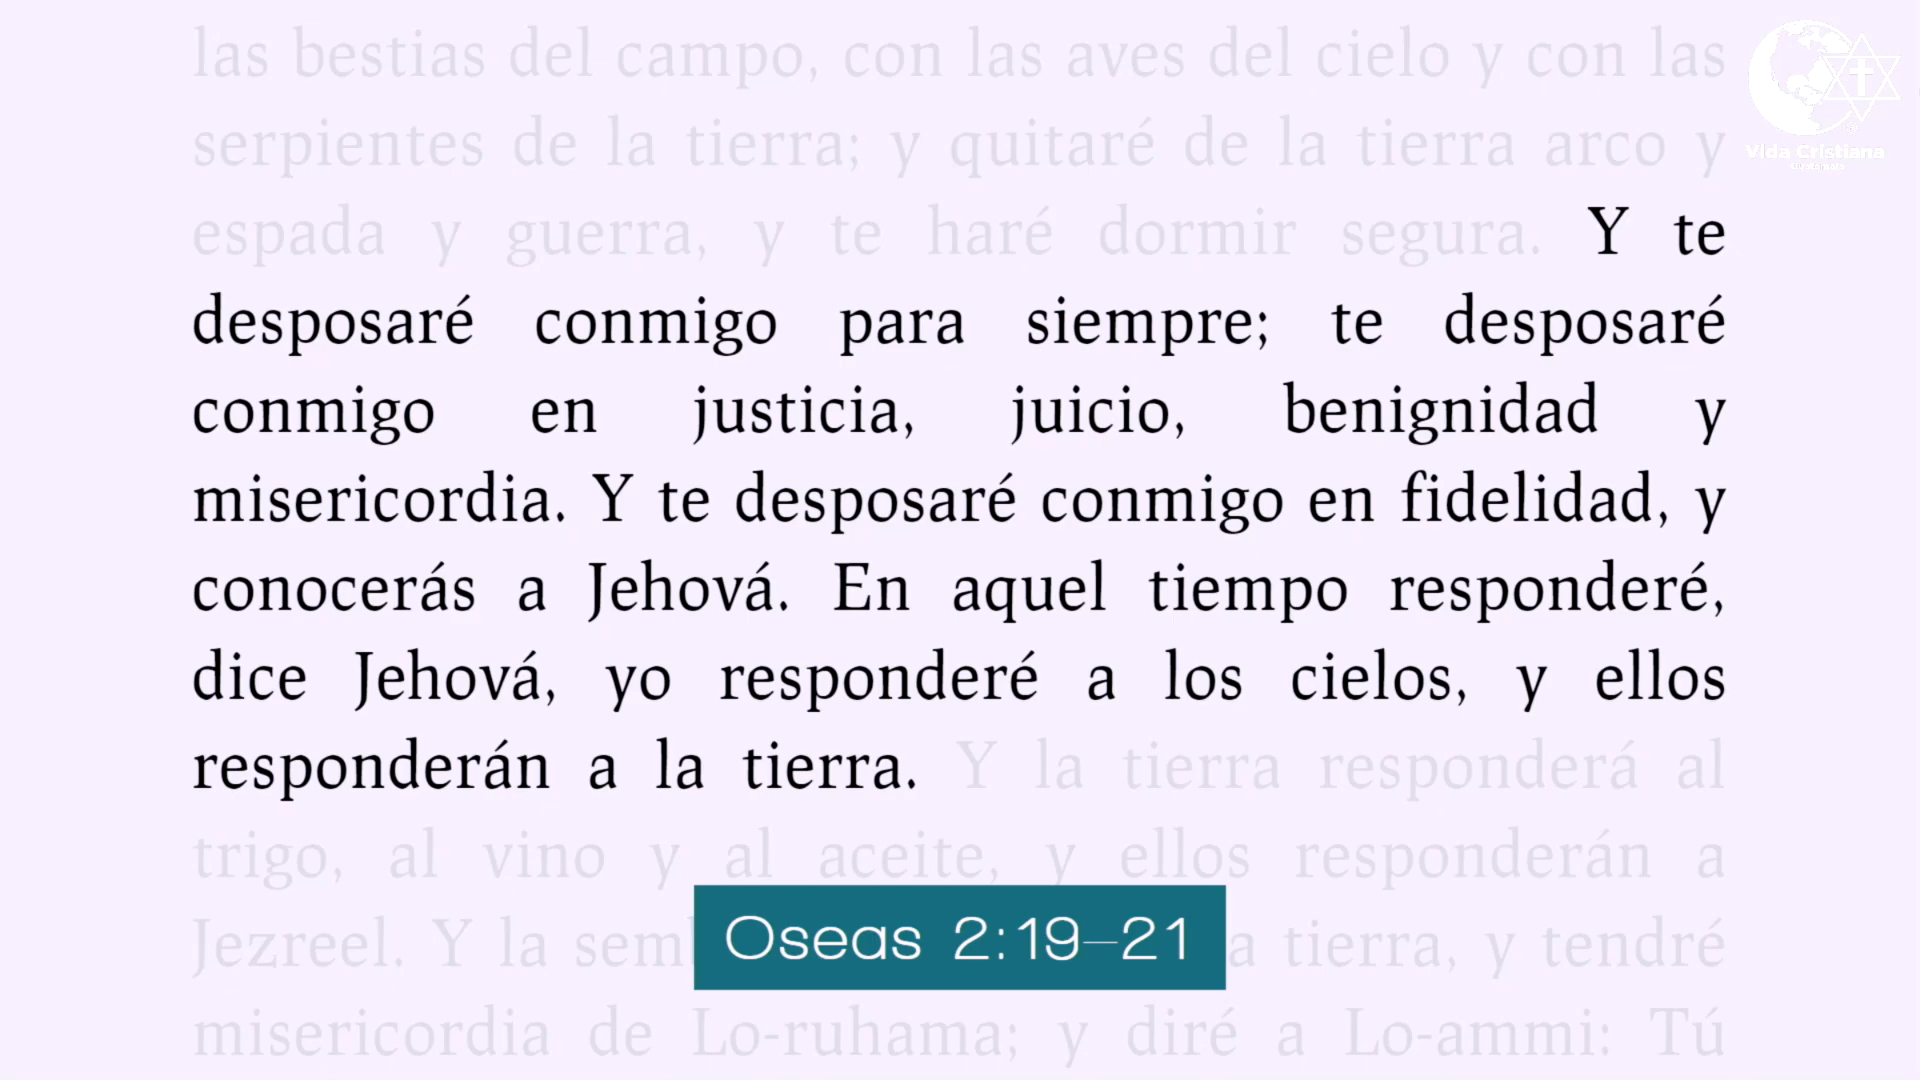 las bestias del campo, con las aves del cielo y con las
serpientes de la tierra; y quitaré de la tierra arco y
espada y guerra, y te haré dormir segura. Y te
desposaré conmigo para siempre; te desposaré
conmigo en justicia, juicio, benignidad y
misericordia. Y te desposaré conmigo en fidelidad, y
conocerás a Jehová. En aquel tiempo responderé,
dice Jehová, yo responderé a los cielos, y ellos
responderán a la tierra. Y la tierra responderá al
trigo, al vino y al aceite, y ellos responderán a
Jezreel. Y la tierra, y tendré
misericordia de Lo-ruhama; y diré a Lo-ammi: Tú
Oseas 2:19–21
Vida Cristiana